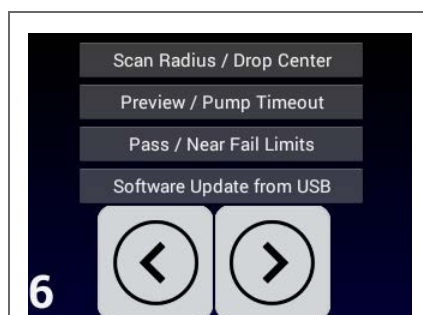 Scan Radius / Drop Center
Preview / Pump Timeout
Pass / Near Fail Limits
Software Update from USB
6